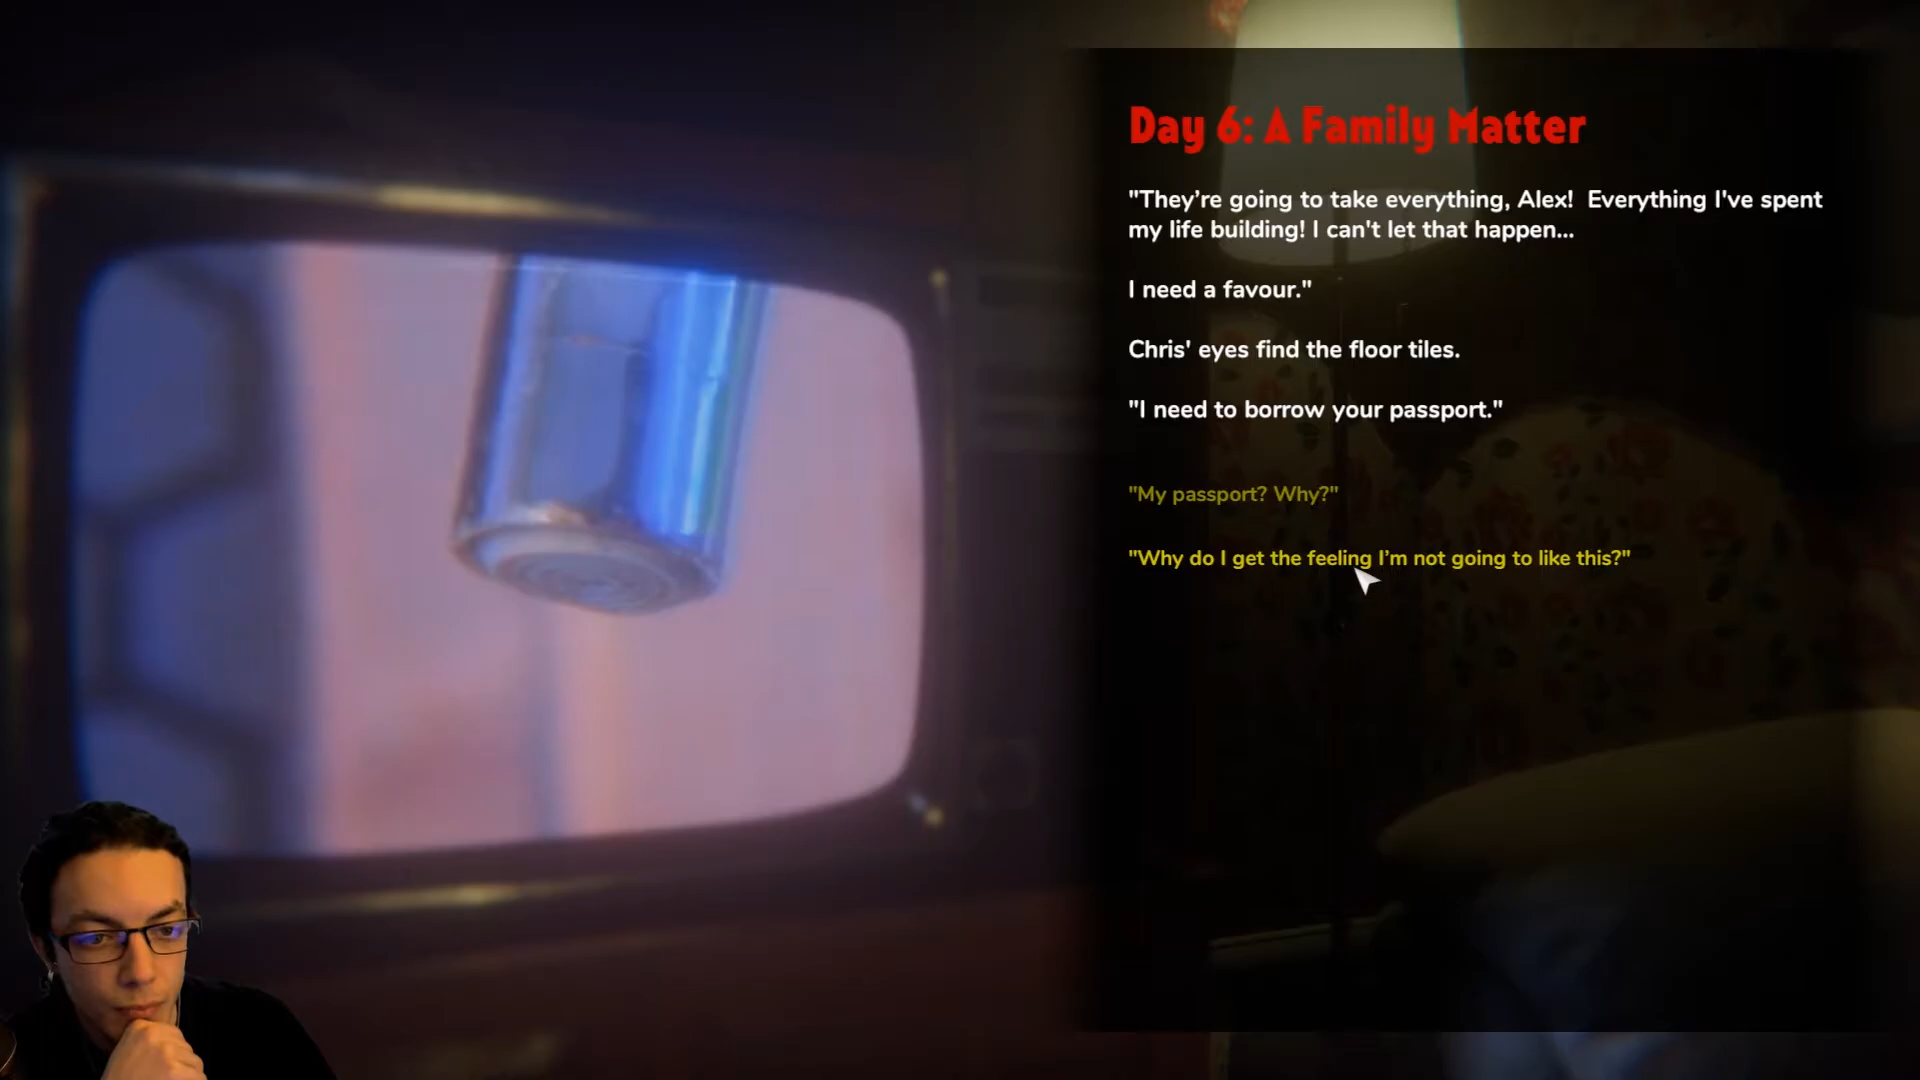 Day 6: A Family Matter
"They’re going to take everything, Alex!  Everything I've spent
my life building! I can't let that happen...
I need a favour."
Chris' eyes find the floor tiles.
"I need to borrow your passport."
"My passport? Why?"
"Why do I get the feeling I’m not going to like this?"